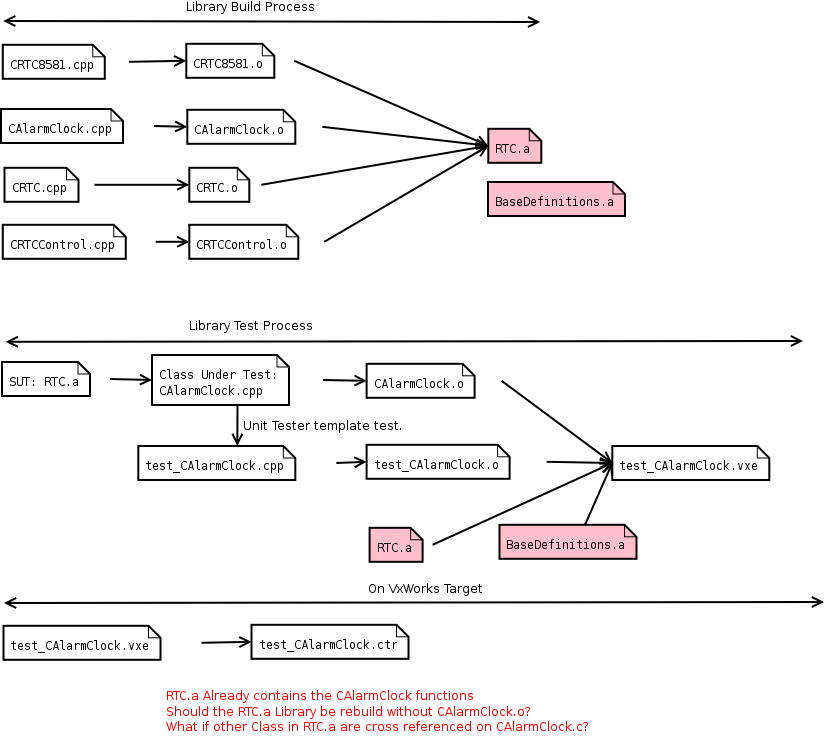 Library Build Process
CRTC8581.cpp
CRTC8581.o
CAlarmClock.cpp
CAlarmClock.o
RTC.a
CRTC.cpp
CRTC.o
BaseDefinitions.a
CRTCControl.cpp
CRTCControl.o
Library Test Process
SUT: RTC.a
Class Under Test:
CAlarmClock.cpp
CAlarmClock.o
Unit Tester template test.
test_CAlarmClock.cpp
test_CAlarmClock.o
test_CAlarmClock.vxe
RTC.a
BaseDefinitions.a
On VxWorks Target
test_CAlarmClock.vxe
test_CAlarmClock.ctr
RTC.a Already contains the CAlarmClock functions
Should the RTC.a Library be rebuild without CAlarmClock.o?
What if other Class in RTC.a are cross referenced on CAlarmClock.c?